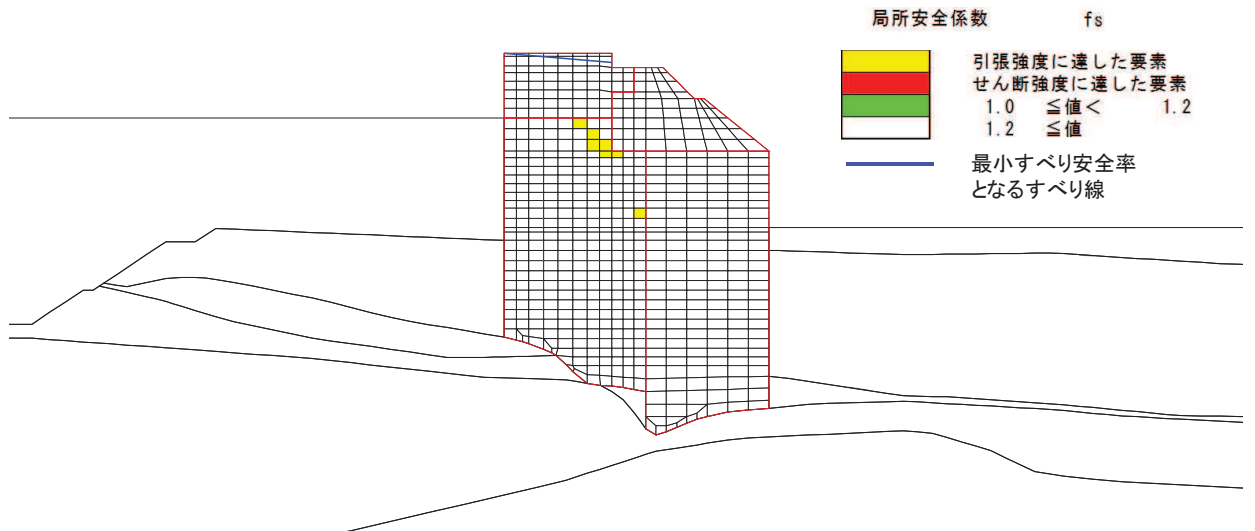 局所安全係数 fs
引張強度に達した要素
せん断強度に達した要素
1.0 ≦値< 1.2
1.2 ≦値
最小すべり安全率
となるすべり線